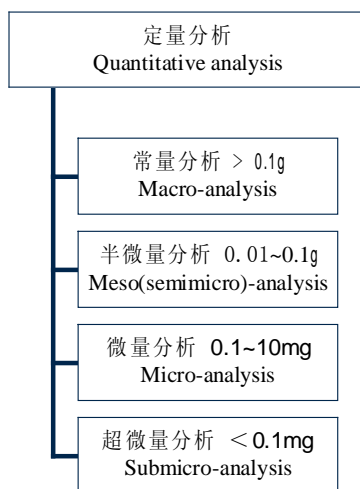 定量分析
Quantitative analysis
常量分析 > 0.1g
Macro-analysis
半微量分析 0.01~0.1g
Meso(semimicro)-analysis
微量分析 0.1~10mg
Micro-analysis
超微量分析 ＜0.1mg
Submicro-analysis